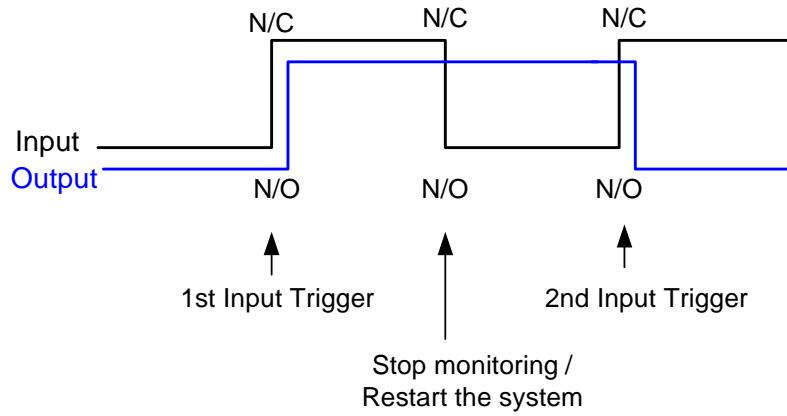 N/C N/C N/C
Input
Output
N/O N/O N/O
1st Input Trigger 2nd Input Trigger
Stop monitoring /
Restart the system